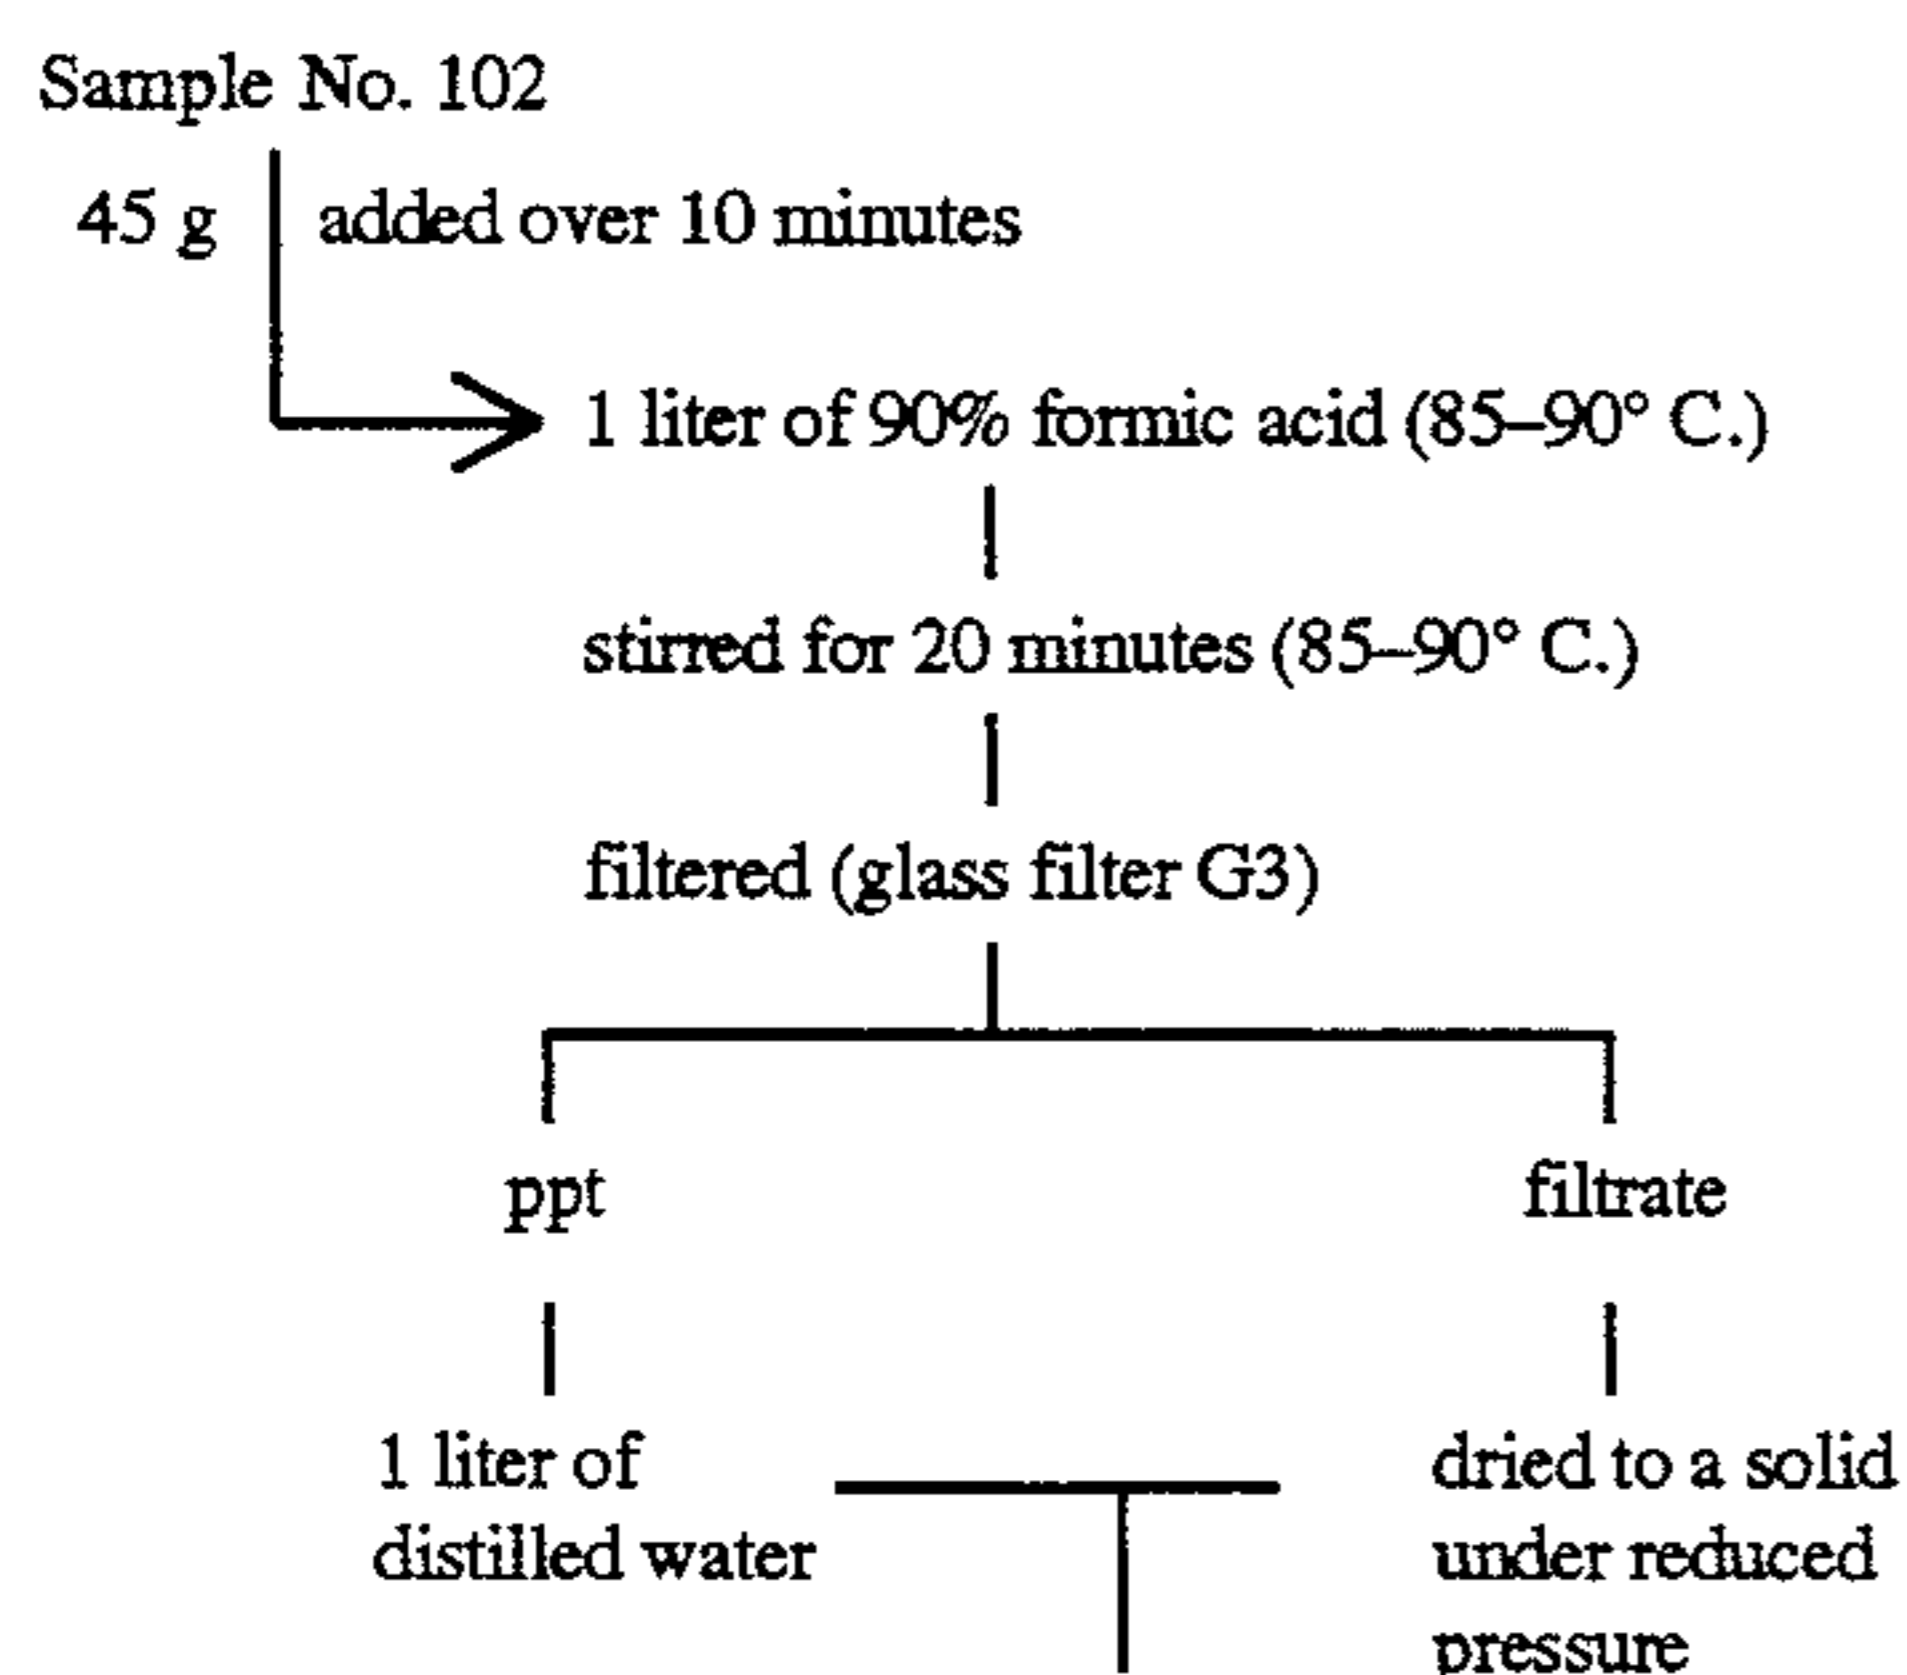 Sample No. 102
45 g added over 10 minutes
1 liter of 90% formic acid (85–90° C.)
stirred for 20 minutes (85–90° C.)
filtered (glass filter G3)
ppt filtrate
1 liter of
distilled water
dried to a solid
under reduced
pressure